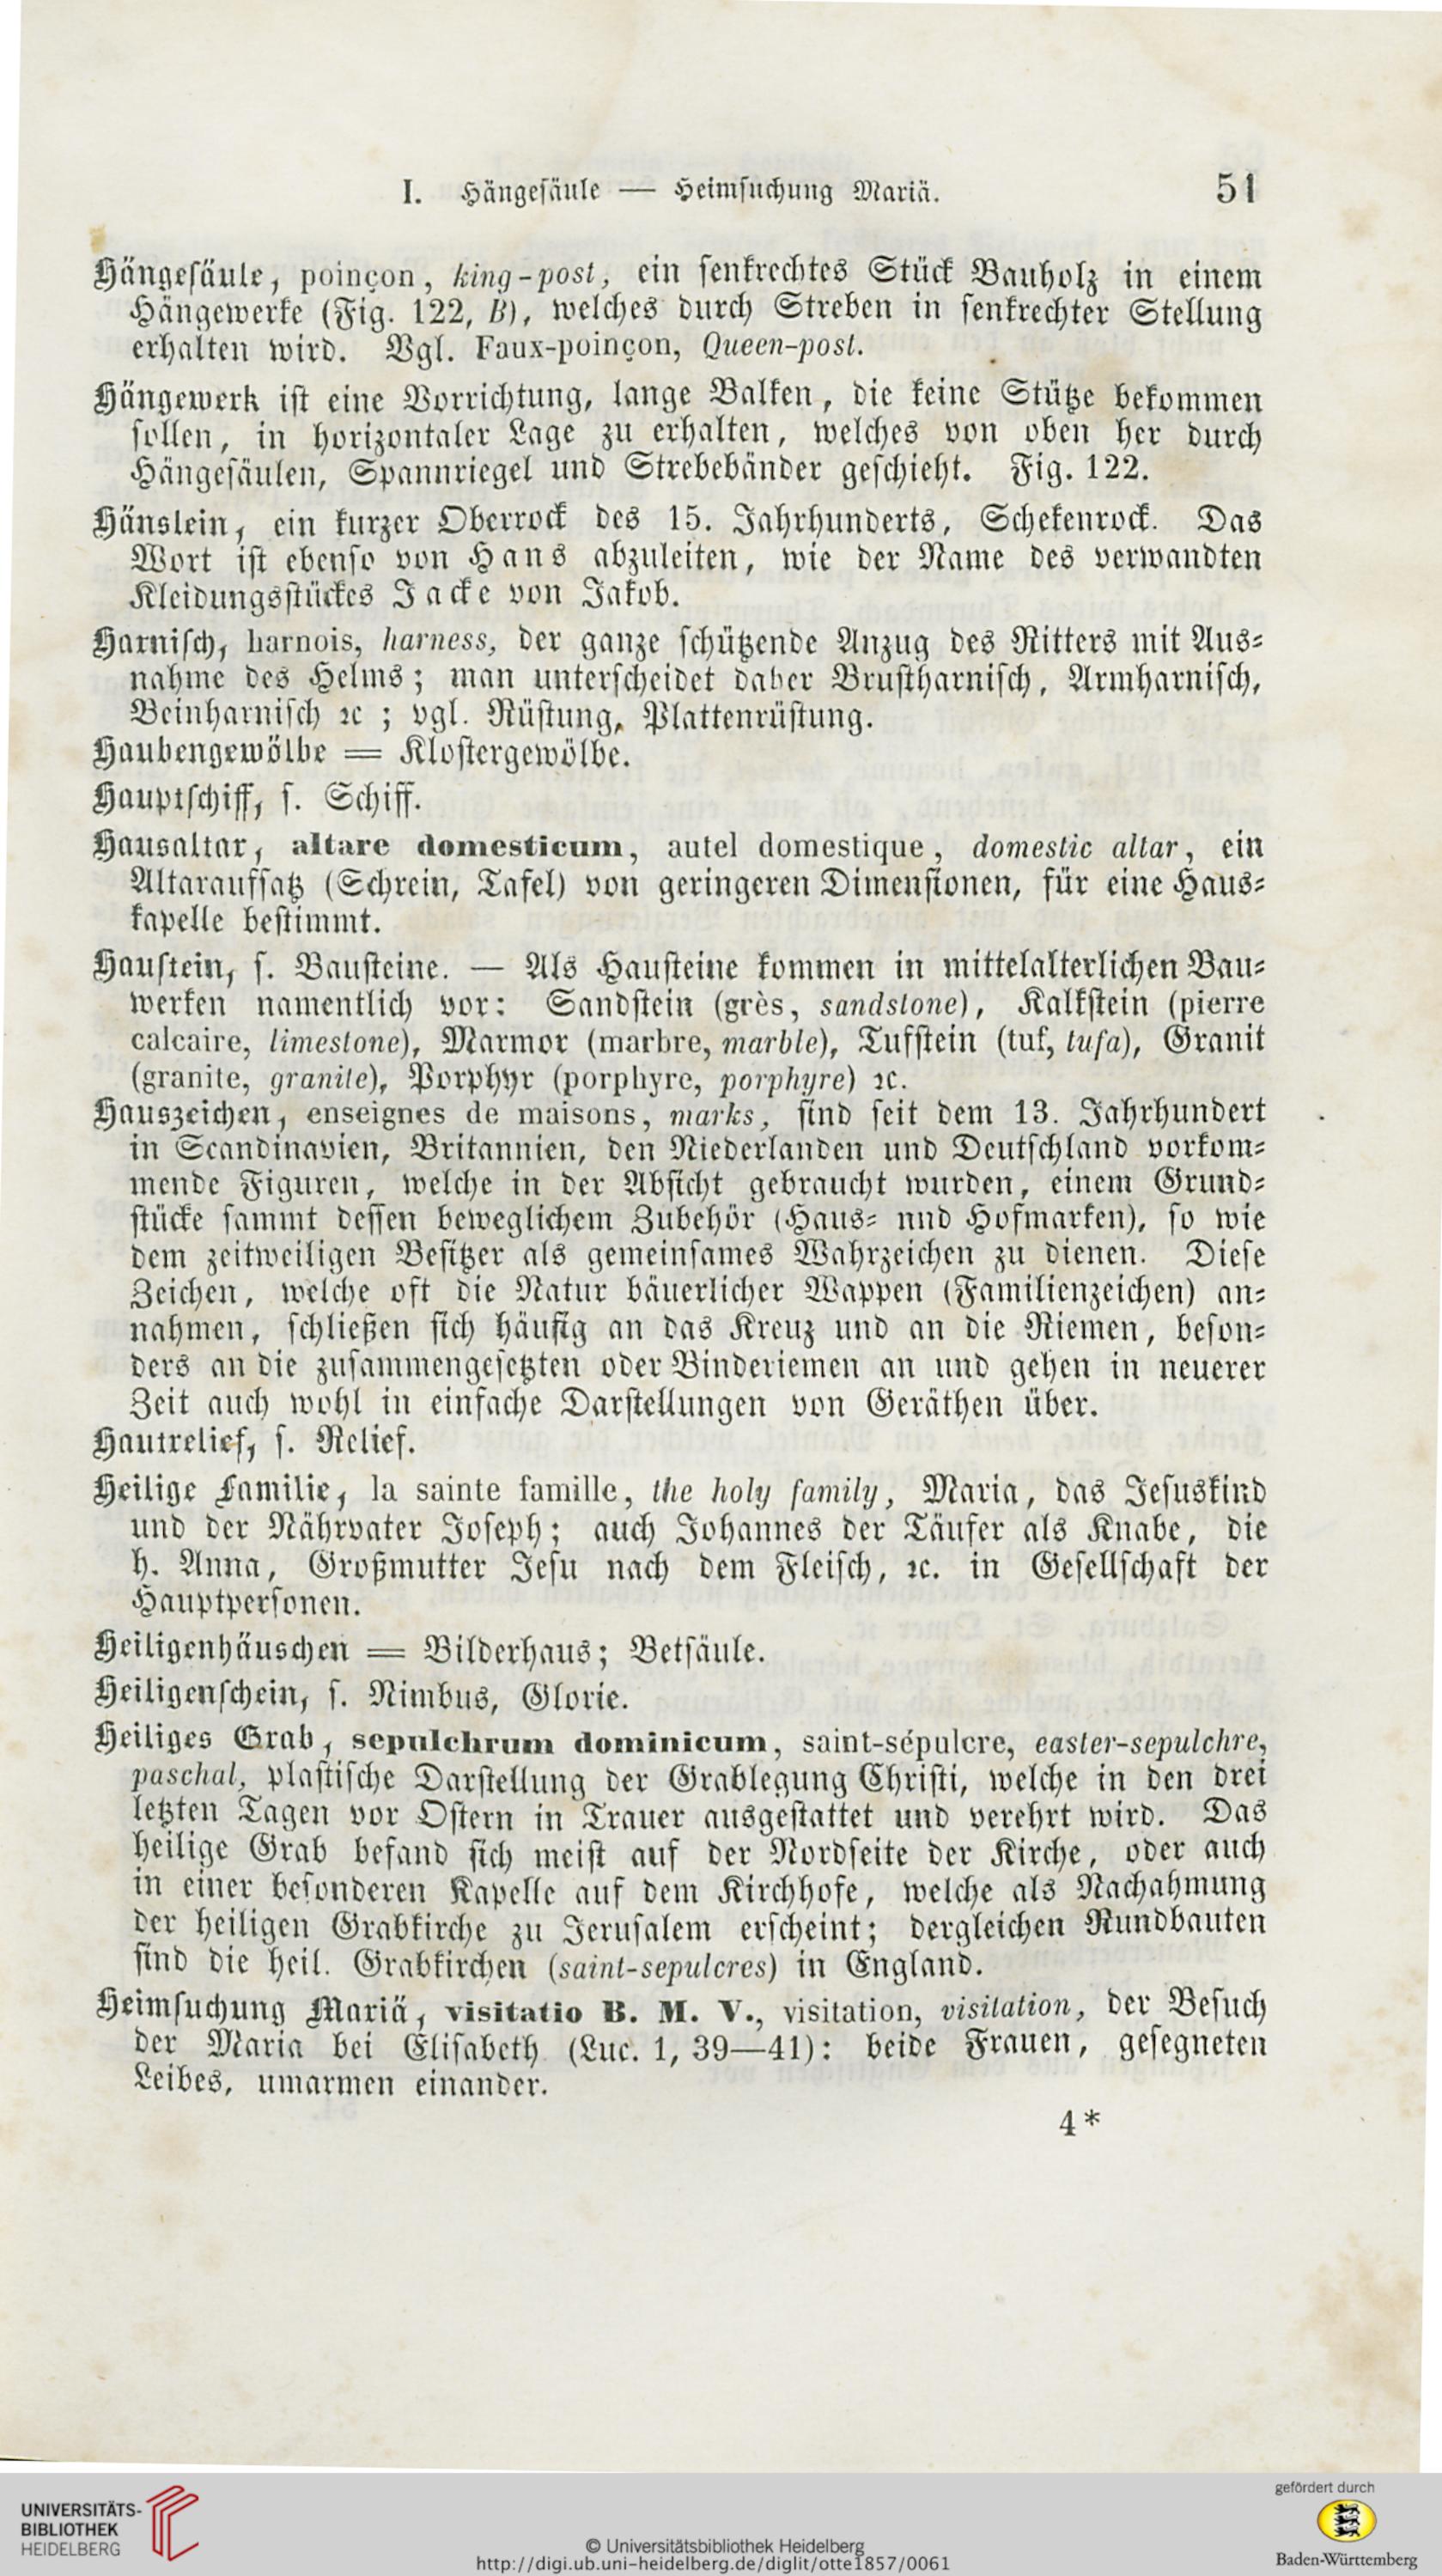 I. Hängesäule — Heimsuchung Mariä. 51
Hängesäule, poinçon, king-post, ein senkrechtes Stück Bauholz in einem
Hängewerke (Fig. 122, B), welches durch Streben in senkrechter Stellung
erhalten wird. Vgl. Faux-poinçon, Queen-post.
Hängewerk ist eine Vorrichtung, lange Balken, die keine Stütze bekommen
sollen, in horizontaler Lage zu erhalten, welches von oben her durch
Hängesäulen, Spannriegel und Strebebänder geschieht. Fig. 122.
Hänslein, ein kurzer Oberrock des 15. Jahrhunderts, Schekenrock. Das
Wort ist ebenso von Hans abzuleiten, wie der Name des verwandten
Kleidungsstückes Jacke von Jakob.
Harnisch, harnois, harness, der ganze schützende Anzug des Ritters mit Aus-
nahme des Helms; man unterscheidet daher Brustharnisch, Armharnisch,
Beinharnisch ꝛc ; vgl. Rüstung, Plattenrüstung.
Haubengewölbe = Klostergewölbe.
Hauptschiff, s. Schiff.
Hausaltar, altare domesticum, autel domestique, domestic altar, ein
Altaraufsatz (Schrein, Tafel) von geringeren Dimensionen, für eine Haus-
kapelle bestimmt.
Haustein, s. Bausteine. — Als Hausteine kommen in mittelalterlichen Bau-
werken namentlich vor: Sandstein (grès, sandstone), Kalkstein (pierre
calcaire, limestone), Marmor (marbre, marble), Tufstein (tuf, tufa), Granit
(granite, granite), Porphyr (porphyre, porphyre) ꝛc.
Hauszeichen, enseignes de maisons, marks, sind seit dem 13. Jahrhundert
in Scandinavien, Britannien, den Niederlanden und Deutschland vorkom-
mende Figuren, welche in der Absicht gebraucht wurden, einem Grund-
stücke sammt dessen beweglichem Zubehör (Haus- nnd Hofmarken), so wie
dem zeitweiligen Besitzer als gemeinsames Wahrzeichen zu dienen. Diese
Zeichen, welche oft die Natur bäuerlicher Wappen (Familienzeichen) an-
nahmen, schließen sich häufig an das Kreuz und an die Riemen, beson-
ders an die zusammengesetzten oder Binderiemen an und gehen in neuerer
Zeit auch wohl in einfache Darstellungen von Geräthen über.
Hautrelief, s. Relief.
Heilige Familie, la sainte famille, the holy family, Maria, das Jesuskind
und der Nährvater Joseph; auch Johannes der Täufer als Knabe, die
h. Anna, Großmutter Jesu nach dem Fleisch, ꝛc. in Gesellschaft der
Hauptpersonen.
Heiligenhäuschen = Bilderhaus; Betsäule.
Heiligenschein, s. Nimbus, Glorie.
Heiliges Grab, sepulchrum dominicum, saint-sépulcre, easter-sepulchre,
paschal, plastische Darstellung der Grablegung Christi, welche in den drei
letzten Tagen vor Ostern in Trauer ausgestattet und verehrt wird. Das
heilige Grab befand sich meist auf der Nordseite der Kirche, oder auch
in einer besonderen Kapelle auf dem Kirchhofe, welche als Nachahmung
der heiligen Grabkirche zu Jerusalem erscheint; dergleichen Rundbauten
sind die heil. Grabkirchen (saint-sepulcres) in England.
Heimsuchung Mariä, visitatio B. M. V., visitation, visitation, der Besuch
der Maria bei Elisabeth (Luc. 1, 39—41): beide Frauen, gesegneten
Leibes, umarmen einander.
4*
UNIVERSITÄTS-
BIBLIOTHEK
HEIDELBERG
© Universitätsbibliothek Heidelberg
http://digi.ub.uni-heidelberg.de/diglit/otte1857/0061
gefördert durch
Baden-Württemberg